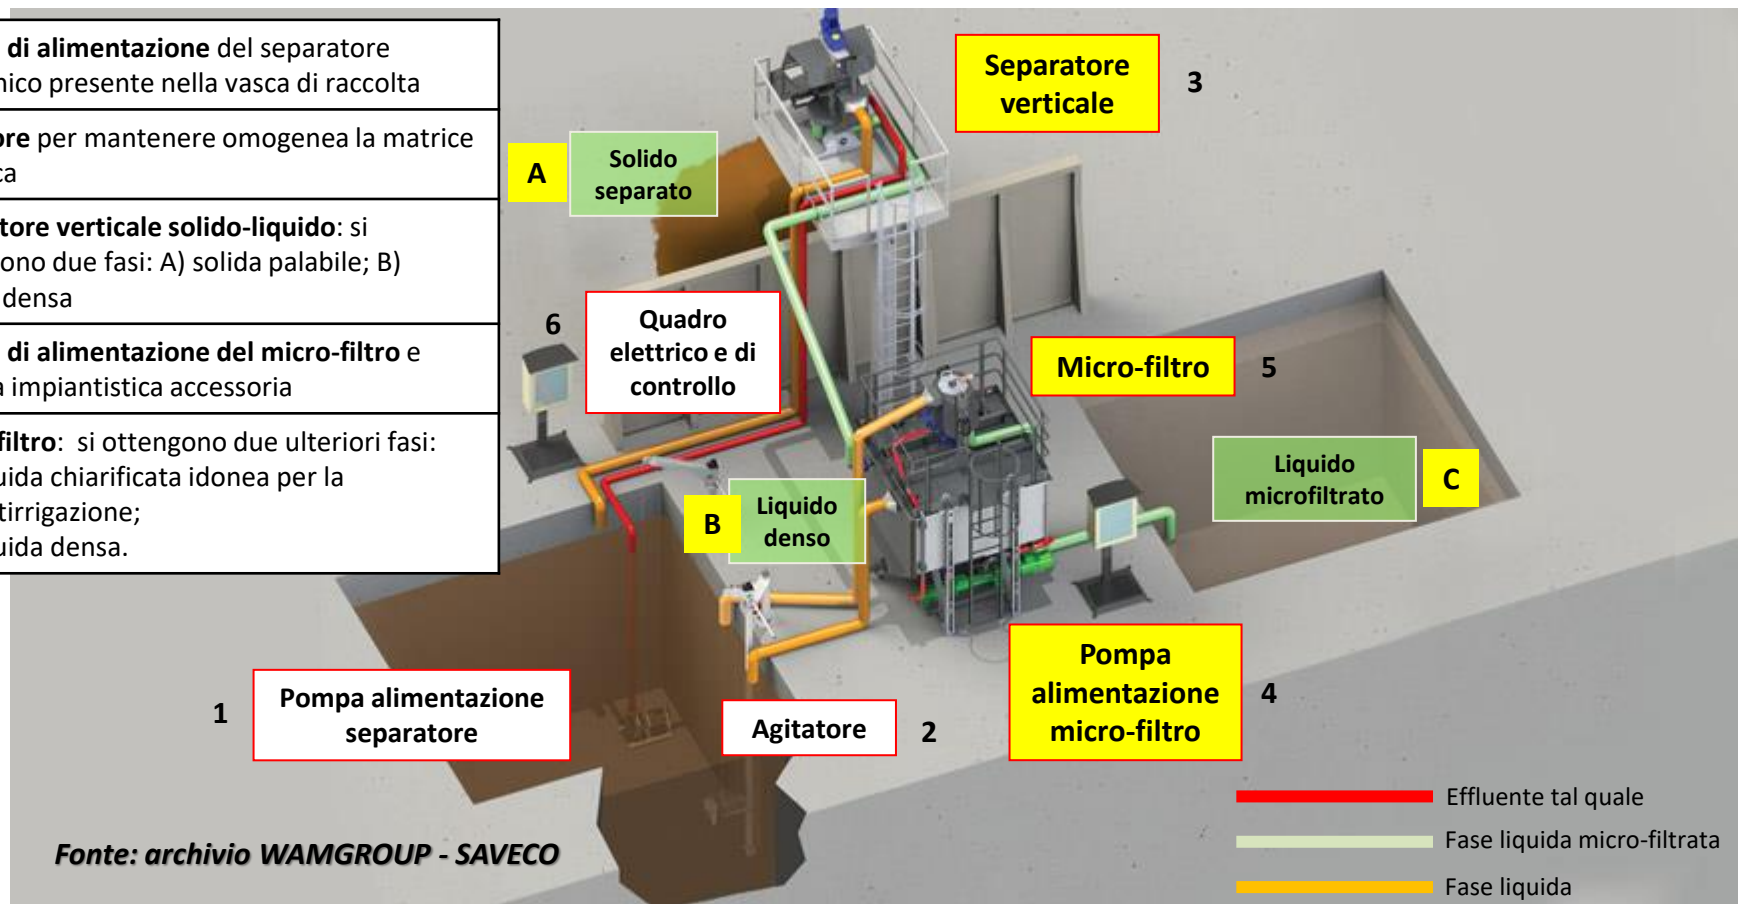 di alimentazione del separatore
nico presente nella vasca di raccolta
ore per mantenere omogenea la matrice
ca
tore verticale solido-liquido: si
ono due fasi: A) solida palabile; B)
densa
di alimentazione del micro-filtro e
a impiantistica accessoria
filtro: si ottengono due ulteriori fasi:
uida chiarificata idonea per la
tirrigazione;
uida densa.
Separatore
verticale
3
A
Solido
separato
6
Quadro
elettrico e di
controllo
Micro-filtro
5
Liquido
microfiltrato
C
B
Liquido
denso
1
Pompa alimentazione
separatore
Agitatore
2
Pompa
alimentazione
micro-filtro
4
Effluente tal quale
Fase liquida micro-filtrata
Fase liquida
Fonte: archivio WAMGROUP - SAVECO